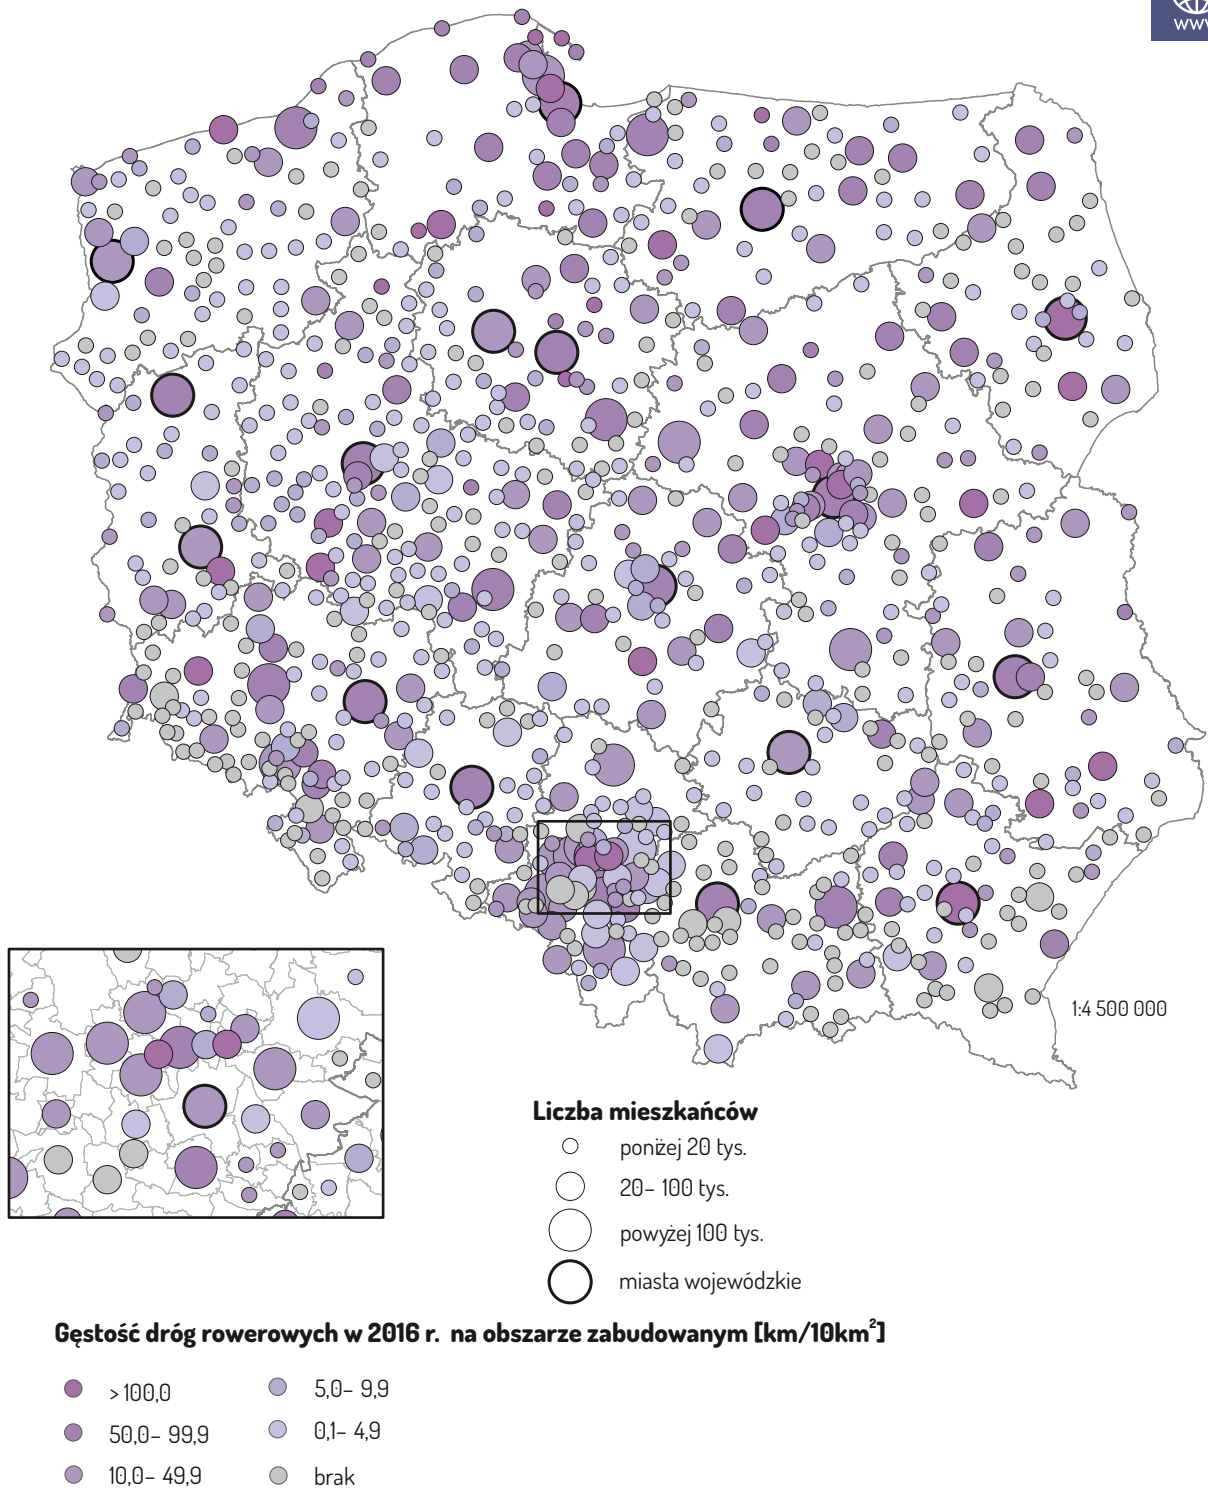 WWW
1:4 500 000
Liczba mieszkańców
poniżej 20 tys.
20– 100 tys.
powyżej 100 tys.
miasta wojewódzkie
Gęstość dróg rowerowych w 2016 r. na obszarze zabudowanym [km/10km²]
> 100,0
50,0– 99,9
10,0– 49,9
5,0– 9,9
0,1– 4,9
brak